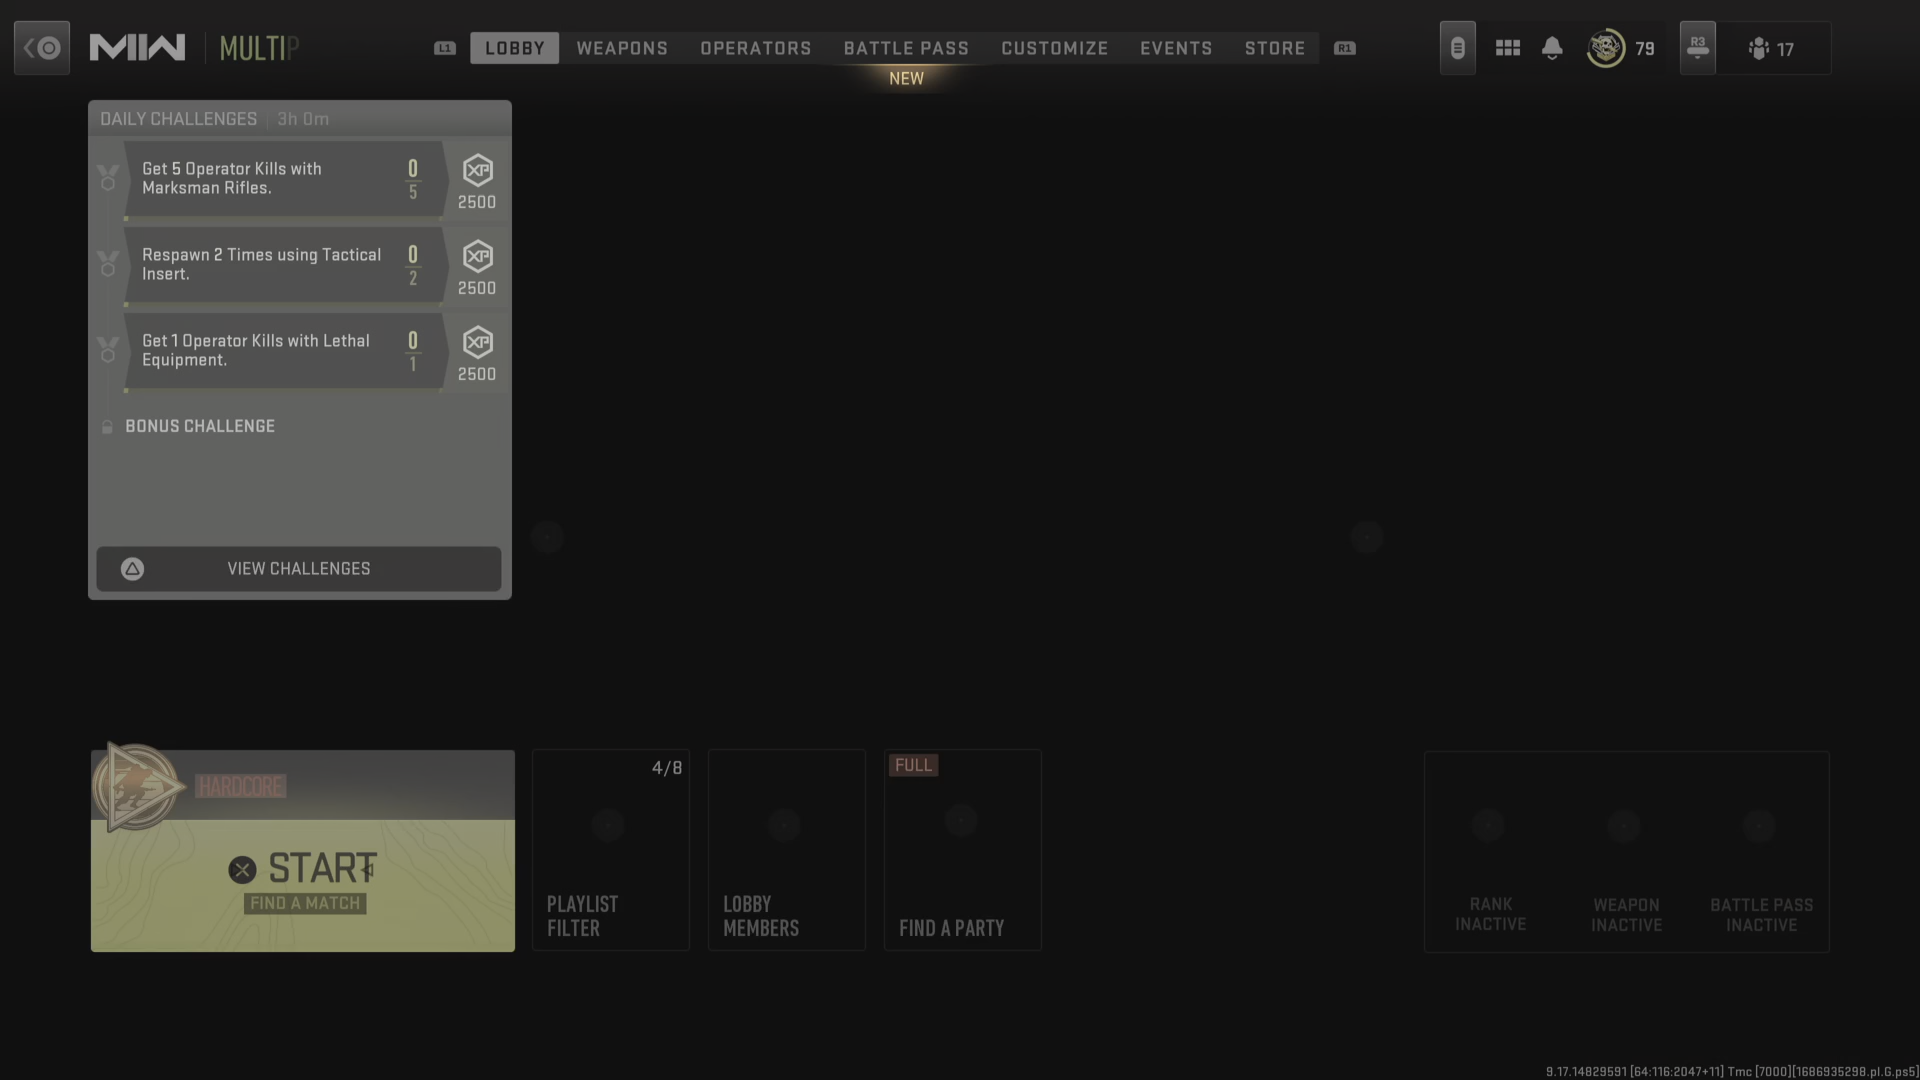 MW MULTIP
L1 LOBBY WEAPONS OPERATORS BATTLE PASS CUSTOMIZE EVENTS STORE R1
79 R3 17
NEW
DAILY CHALLENGES 3h 0m
Get 5 Operator Kills with
Marksman Rifles.
0
5
XP
2500
Respawn 2 Times using Tactical
Insert.
0
2
XP
2500
Get 1 Operator Kills with Lethal
Equipment.
0
1
XP
2500
BONUS CHALLENGE
VIEW CHALLENGES
HARDCORE
START
FIND A MATCH
4/8
PLAYLIST
FILTER
LOBBY
MEMBERS
FULL
FIND A PARTY
RANK
INACTIVE
WEAPON
INACTIVE
BATTLE PASS
INACTIVE
9.17.14829591 [64:116:2047+11] Tmc [7000][1686935298.pl.G.ps5]